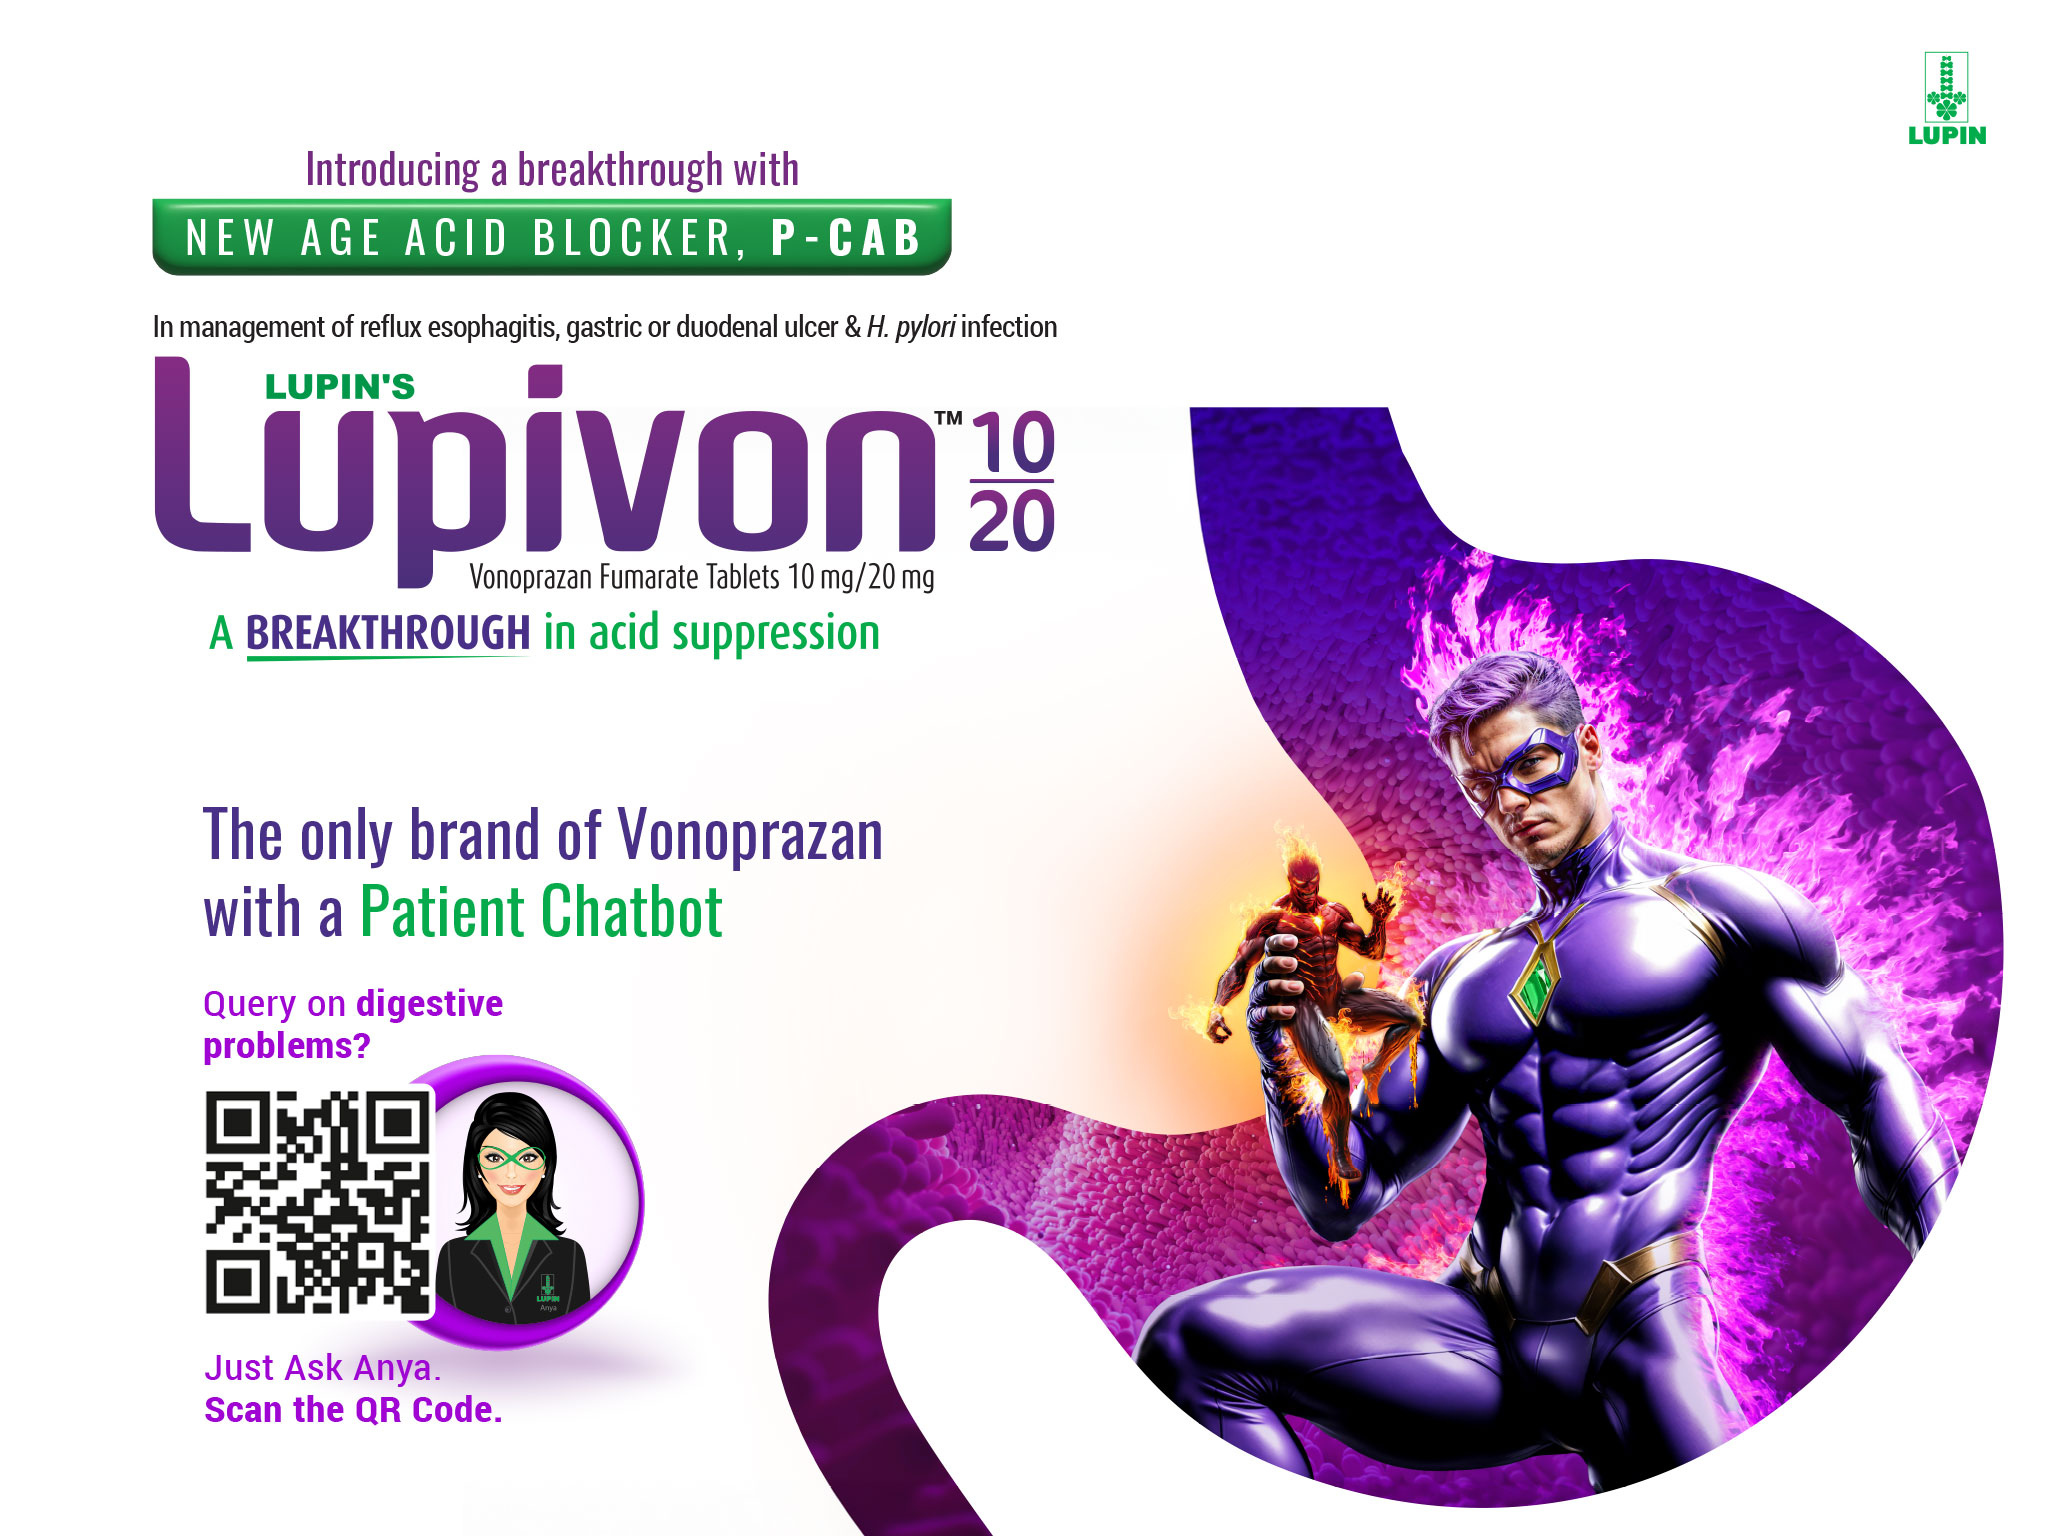 LUPIN
Introducing a breakthrough with
NEW AGE ACID BLOCKER, P-CAB
In management of reflux esophagitis, gastric or duodenal ulcer & H. pylori infection
LUPIN'S
Lupivon™ 10/20
Vonoprazan Fumarate Tablets 10 mg/20 mg
A BREAKTHROUGH in acid suppression
The only brand of Vonoprazan
with a Patient Chatbot
Query on digestive
problems?
LUPIN
Anya
Just Ask Anya.
Scan the QR Code.